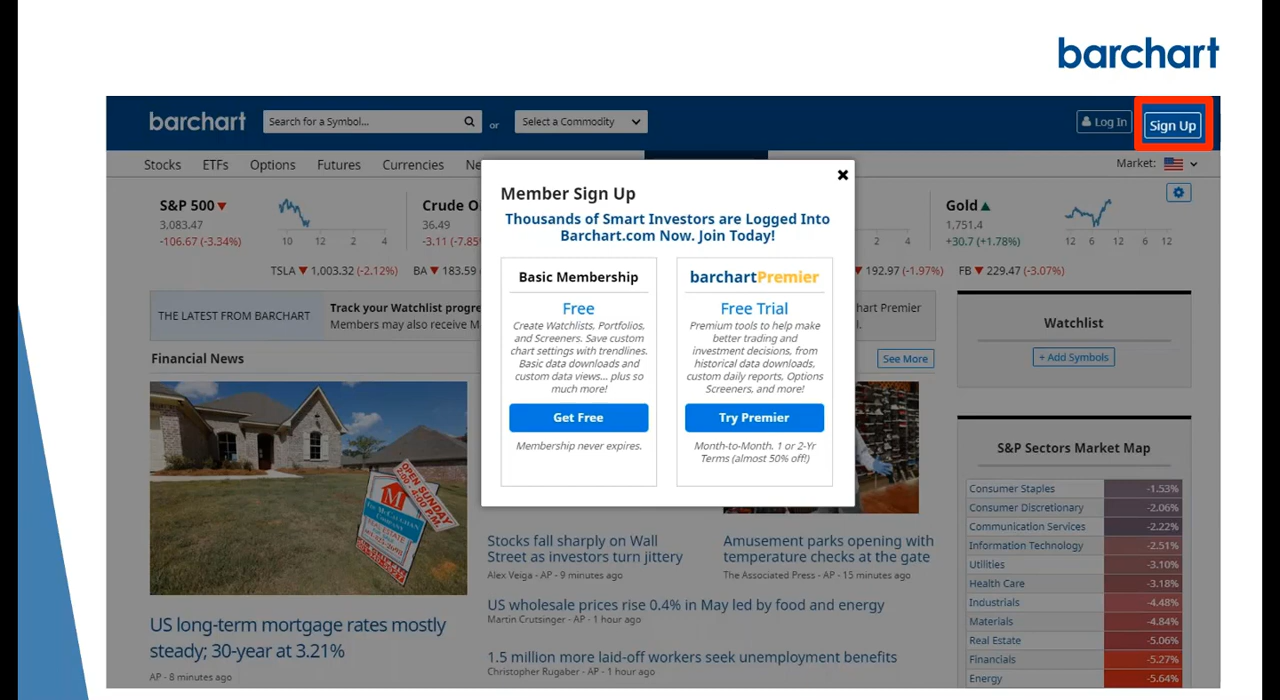 barchart
barchart
Search for a Symbol...
or
Select a Commodity
Log In
Sign Up
Stocks ETFs Options Futures Currencies Ne
Market:
S&P 500
3,083.47
-106.67 (-3.34%)
10 12 2 4
Crude O
36.49
-3.11 (-7.85
2 4
Gold
1,751.4
+30.7 (+1.78%)
12 6 12 6 12
TSLA 1,003.32 (-2.12%) BA 183.59
192.97 (-1.97%) FB 229.47 (-3.07%)
Member Sign Up
Thousands of Smart Investors are Logged Into
Barchart.com Now. Join Today!
Basic Membership
Free
Create Watchlists, Portfolios,
and Screeners. Save custom
chart settings with trendlines.
Basic data downloads and
custom data views... plus so
much more!
Get Free
Membership never expires.
barchartPremier
Free Trial
Premium tools to help make
better trading and
investment decisions, from
historical data downloads,
custom daily reports, Options
Screeners, and more!
Try Premier
Month-to-Month. 1 or 2-Yr
Terms (almost 50% off!)
THE LATEST FROM BARCHART
Track your Watchlist progre
Members may also receive M
hart Premier
Financial News
See More
OPEN SUNDAY
2:00 - 4:00 P.M.
M
US long-term mortgage rates mostly
steady; 30-year at 3.21%
AP - 8 minutes ago
Stocks fall sharply on Wall
Street as investors turn jittery
Alex Veiga - AP - 9 minutes ago
Amusement parks opening with
temperature checks at the gate
The Associated Press - AP - 15 minutes ago
US wholesale prices rise 0.4% in May led by food and energy
Martin Crutsinger - AP - 1 hour ago
1.5 million more laid-off workers seek unemployment benefits
Christopher Rugaber - AP - 1 hour ago
Watchlist
+ Add Symbols
S&P Sectors Market Map
Consumer Staples -1.53%
Consumer Discretionary -2.06%
Communication Services -2.22%
Information Technology -2.51%
Utilities -3.10%
Health Care -3.18%
Industrials -4.48%
Materials -4.84%
Real Estate -5.06%
Financials -5.27%
Energy -5.64%